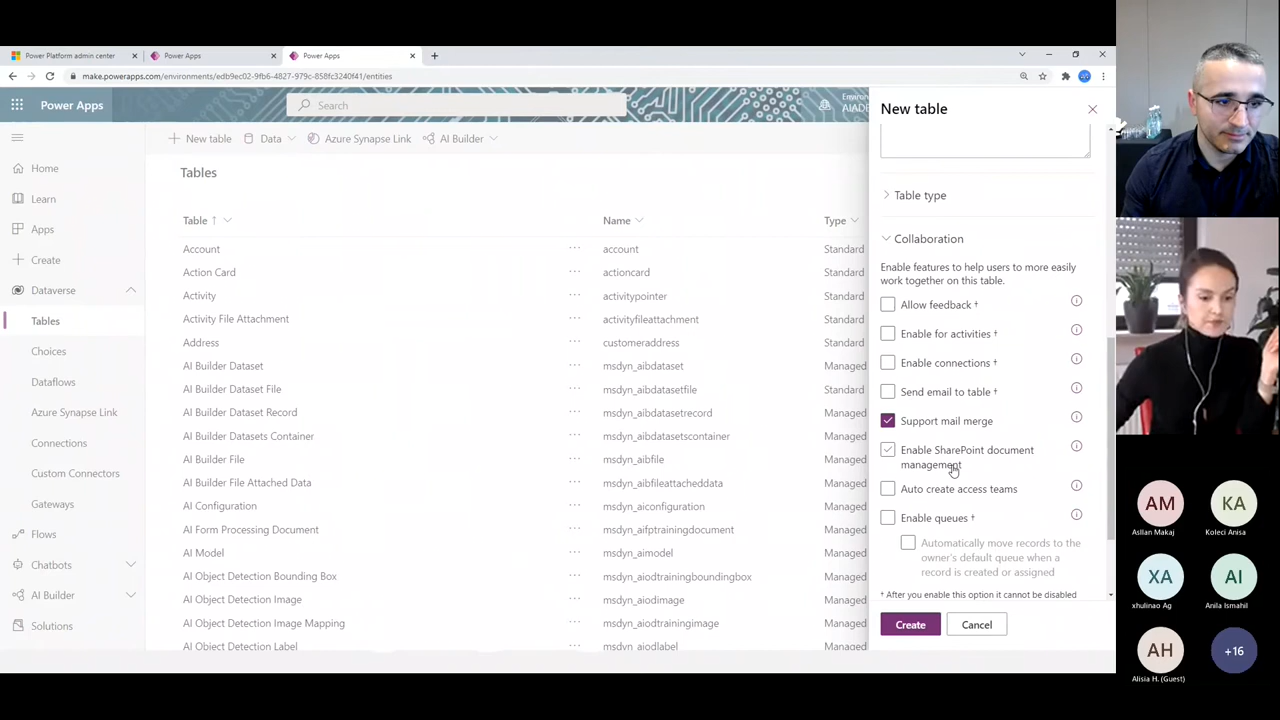 Power Platform admin center
Power Apps
Power Apps
make.powerapps.com/environments/edb9ec02-9fb6-4827-979c-858fc3240f41/entities
Power Apps
Search
New table
Data
Azure Synapse Link
AI Builder
Home
Learn
Apps
Create
Dataverse
Tables
Choices
Dataflows
Azure Synapse Link
Connections
Custom Connectors
Gateways
Flows
Chatbots
AI Builder
Solutions
Tables
Table ↑ Name Type
Account ... account Standard
Action Card ... actioncard Standard
Activity ... activitypointer Standard
Activity File Attachment ... activityfileattachment Standard
Address ... customeraddress Standard
AI Builder Dataset ... msdyn_aibdataset Managed
AI Builder Dataset File ... msdyn_aibdatasetfile Standard
AI Builder Dataset Record ... msdyn_aibdatasetrecord Managed
AI Builder Datasets Container ... msdyn_aibdatasetscontainer Managed
AI Builder File ... msdyn_aibfile Managed
AI Builder File Attached Data ... msdyn_aibfileattacheddata Managed
AI Configuration ... msdyn_aiconfiguration Managed
AI Form Processing Document ... msdyn_aifptrainingdocument Managed
AI Model ... msdyn_aimodel Managed
AI Object Detection Bounding Box ... msdyn_aiodtrainingboundingbox Managed
AI Object Detection Image ... msdyn_aiodimage Managed
AI Object Detection Image Mapping ... msdyn_aiodtrainingimage Managed
AI Object Detection Label ... msdyn_aiodlabel Managed
New table
Table type
Collaboration
Enable features to help users to more easily
work together on this table.
Allow feedback †
Enable for activities †
Enable connections †
Send email to table †
Support mail merge
Enable SharePoint document
management
Auto create access teams
Enable queues †
Automatically move records to the
owner's default queue when a
record is created or assigned
† After you enable this option it cannot be disabled
Create
Cancel
AM
Asllan Makaj
KA
Koleci Anisa
XA
xhulinao Ag
AI
Anila Ismahil
AH
Alisia H. (Guest)
+16